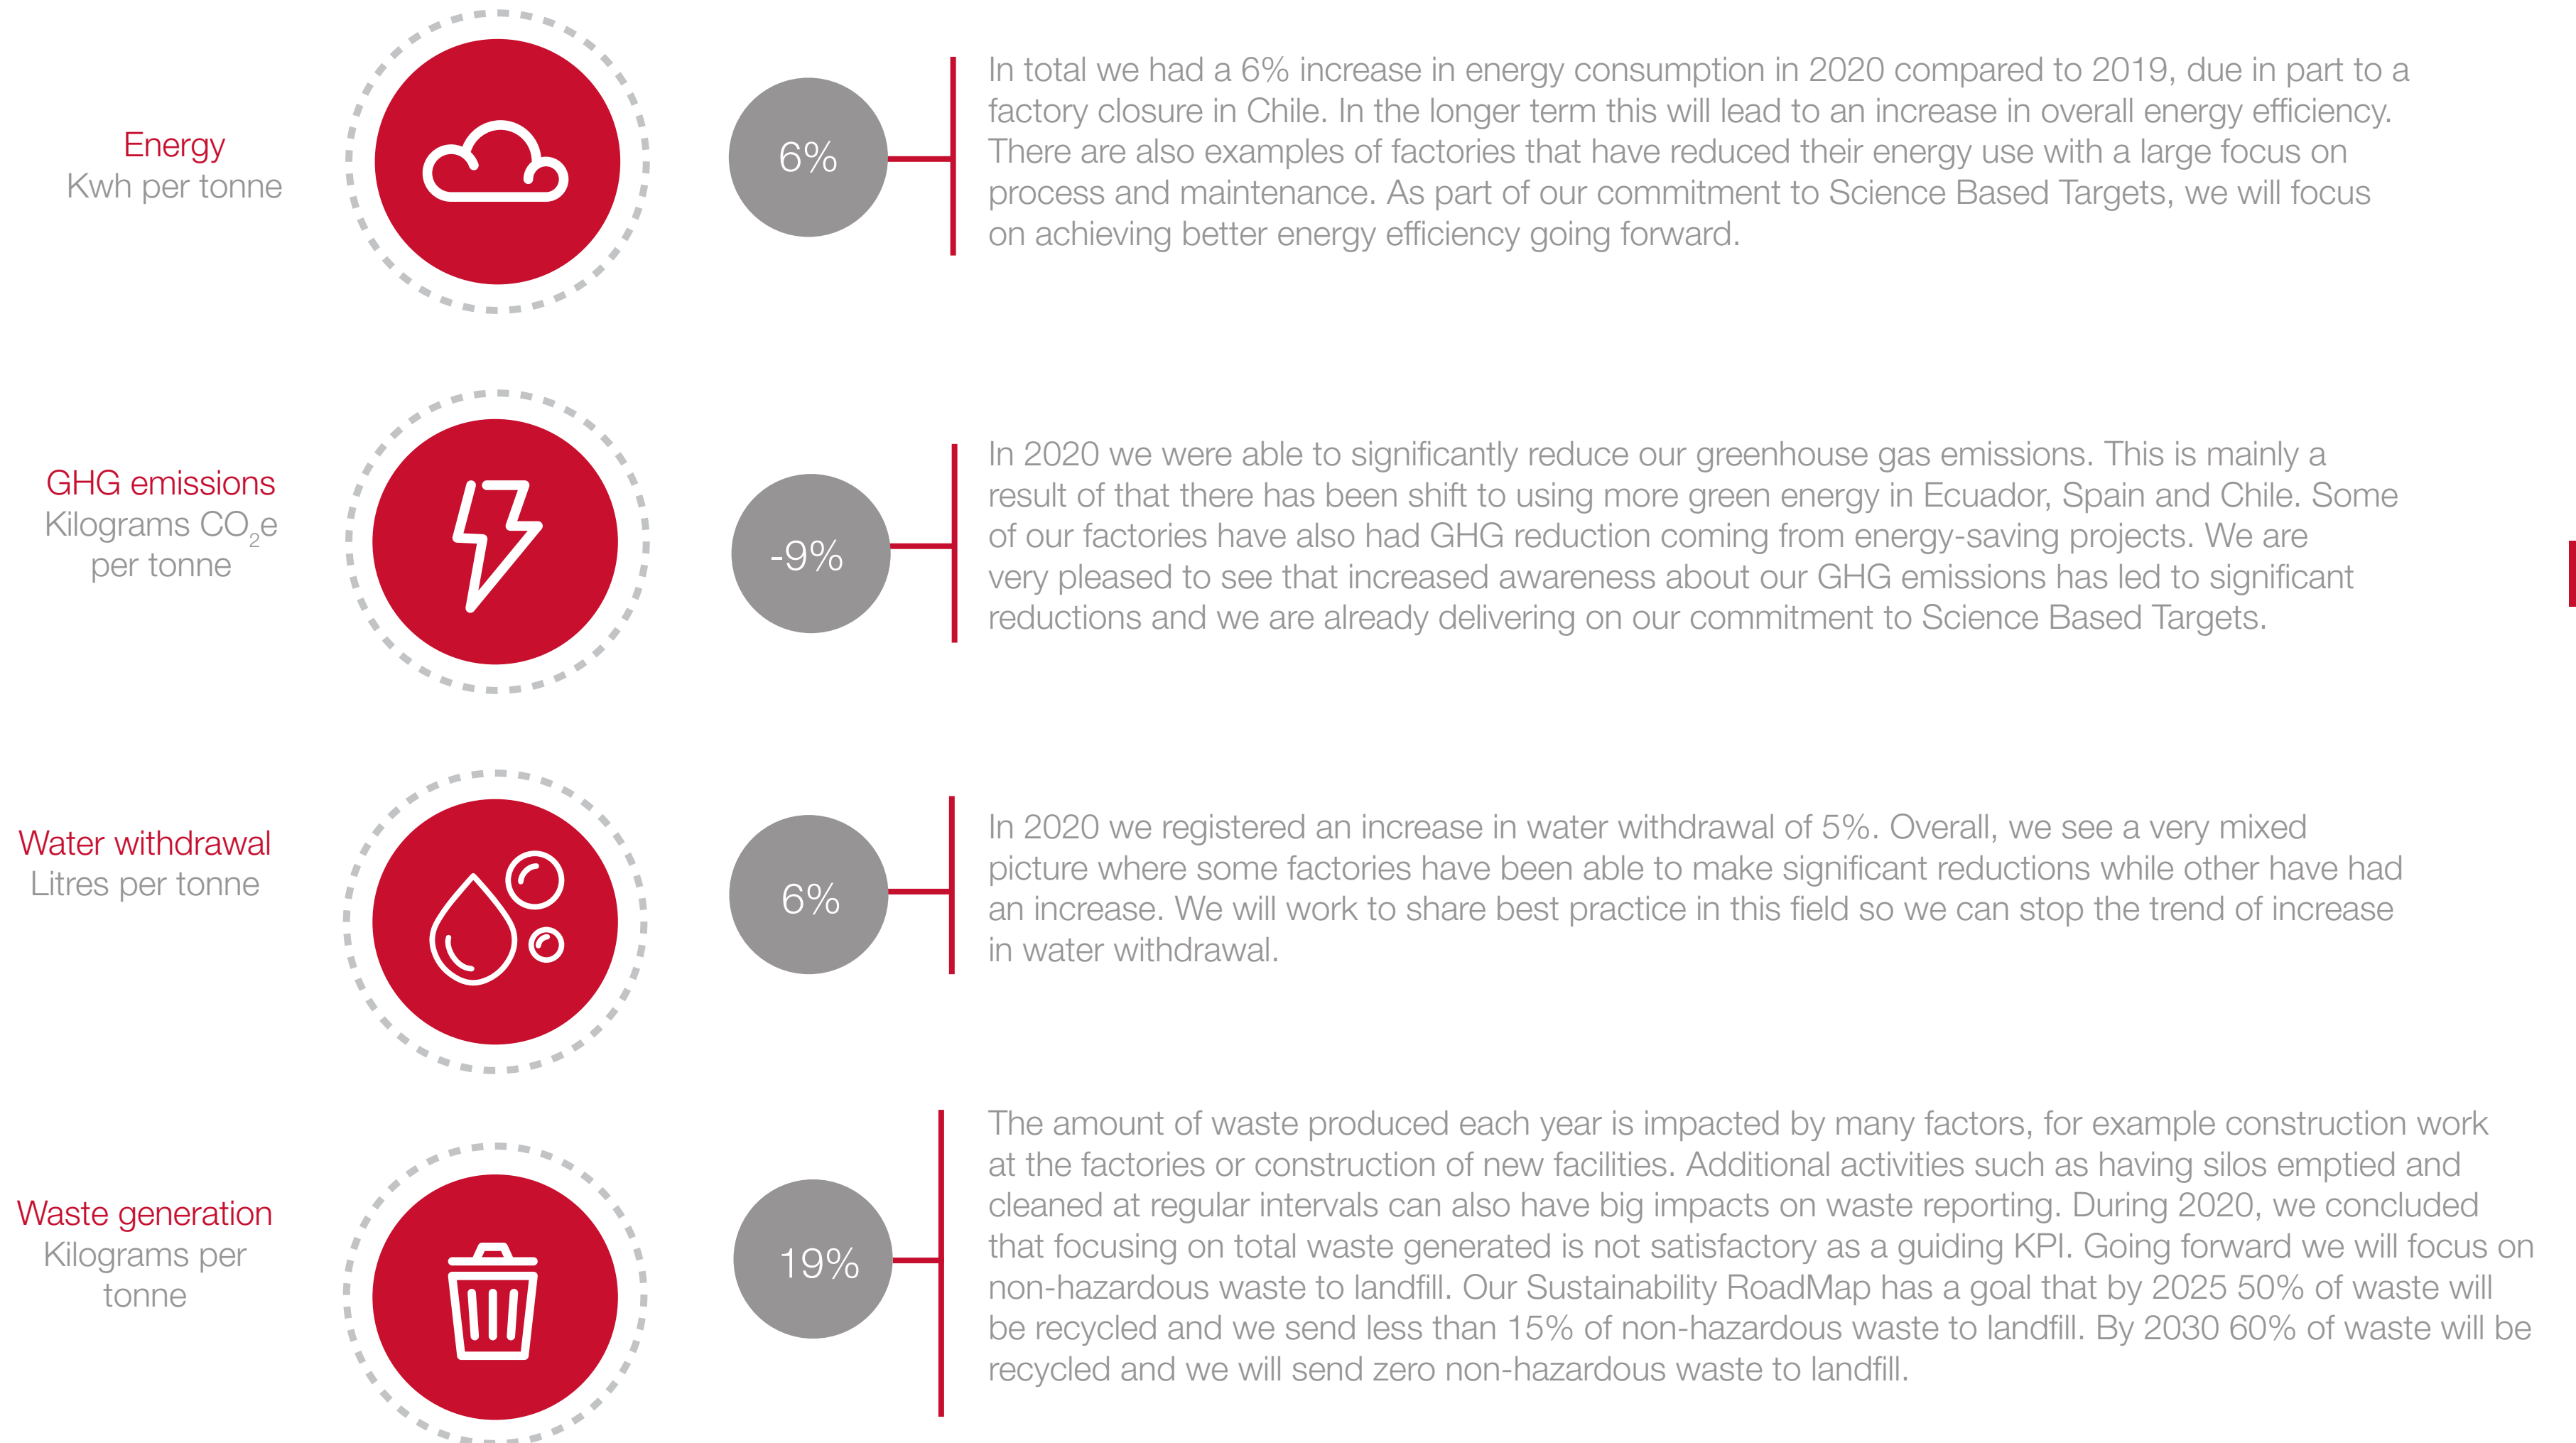 Energy
Kwh per tonne
6%
In total we had a 6% increase in energy consumption in 2020 compared to 2019, due in part to a
factory closure in Chile. In the longer term this will lead to an increase in overall energy efficiency.
There are also examples of factories that have reduced their energy use with a large focus on
process and maintenance. As part of our commitment to Science Based Targets, we will focus
on achieving better energy efficiency going forward.
GHG emissions
Kilograms CO₂e
per tonne
-9%
In 2020 we were able to significantly reduce our greenhouse gas emissions. This is mainly a
result of that there has been shift to using more green energy in Ecuador, Spain and Chile. Some
of our factories have also had GHG reduction coming from energy-saving projects. We are
very pleased to see that increased awareness about our GHG emissions has led to significant
reductions and we are already delivering on our commitment to Science Based Targets.
Water withdrawal
Litres per tonne
6%
In 2020 we registered an increase in water withdrawal of 5%. Overall, we see a very mixed
picture where some factories have been able to make significant reductions while other have had
an increase. We will work to share best practice in this field so we can stop the trend of increase
in water withdrawal.
Waste generation
Kilograms per
tonne
19%
The amount of waste produced each year is impacted by many factors, for example construction work
at the factories or construction of new facilities. Additional activities such as having silos emptied and
cleaned at regular intervals can also have big impacts on waste reporting. During 2020, we concluded
that focusing on total waste generated is not satisfactory as a guiding KPI. Going forward we will focus on
non-hazardous waste to landfill. Our Sustainability RoadMap has a goal that by 2025 50% of waste will
be recycled and we send less than 15% of non-hazardous waste to landfill. By 2030 60% of waste will be
recycled and we will send zero non-hazardous waste to landfill.